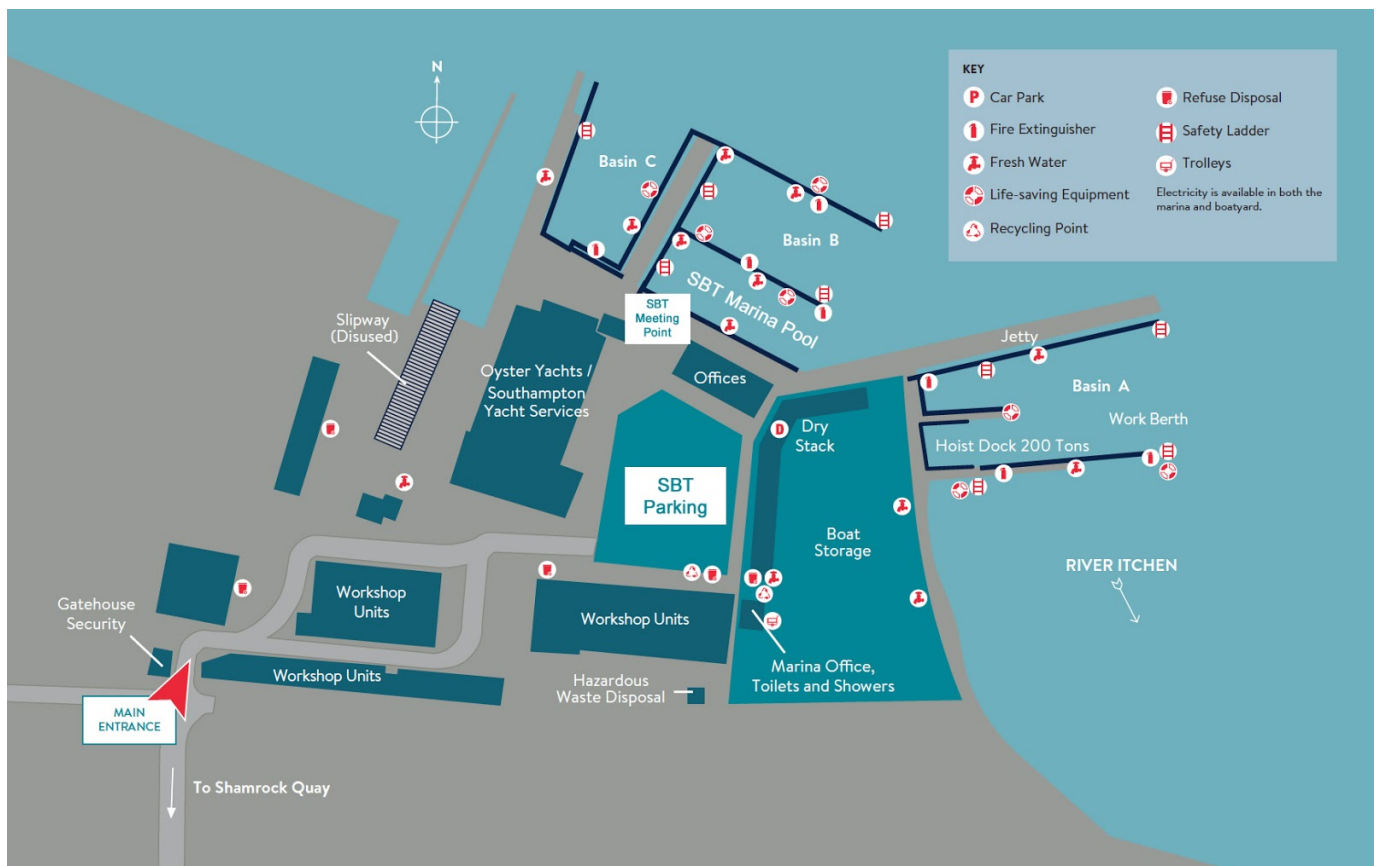 N
KEY
P Car Park
Fire Extinguisher
Fresh Water
Life-saving Equipment
Recycling Point
Refuse Disposal
Safety Ladder
Trolleys
Electricity is available in both the
marina and boatyard.
Basin C
Basin B
SBT Marina Pool
SBT
Meeting
Point
Slipway
(Disused)
Oyster Yachts /
Southampton
Yacht Services
Offices
Jetty
Basin A
Work Berth
Hoist Dock 200 Tons
D
Dry
Stack
SBT
Parking
Boat
Storage
RIVER ITCHEN
Gatehouse
Security
Workshop
Units
Workshop Units
Workshop Units
Hazardous
Waste Disposal
Marina Office,
Toilets and Showers
MAIN
ENTRANCE
To Shamrock Quay